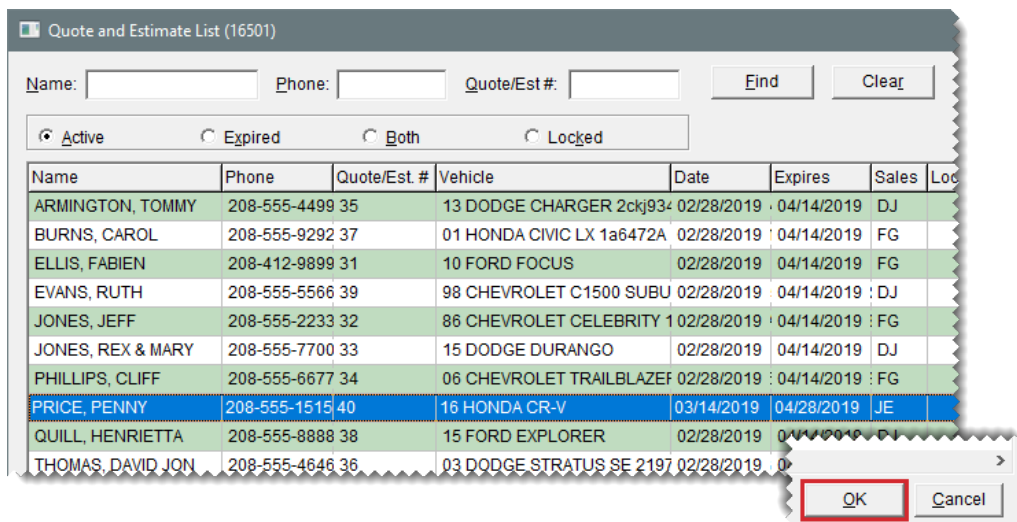 Quote and Estimate List (16501)
Name: Phone: Quote/Est #: Find Clear
Active Expired Both Locked
Name Phone Quote/Est. # Vehicle Date Expires Sales Loc
ARMINGTON, TOMMY 208-555-4499 35 13 DODGE CHARGER 2ckj934 02/28/2019 04/14/2019 DJ
BURNS, CAROL 208-555-9292 37 01 HONDA CIVIC LX 1a6472A 02/28/2019 04/14/2019 FG
ELLIS, FABIEN 208-412-9899 31 10 FORD FOCUS 02/28/2019 04/14/2019 FG
EVANS, RUTH 208-555-5566 39 98 CHEVROLET C1500 SUBU 02/28/2019 04/14/2019 DJ
JONES, JEFF 208-555-2233 32 86 CHEVROLET CELEBRITY 1 02/28/2019 04/14/2019 FG
JONES, REX & MARY 208-555-7700 33 15 DODGE DURANGO 02/28/2019 04/14/2019 DJ
PHILLIPS, CLIFF 208-555-6677 34 06 CHEVROLET TRAILBLAZER 02/28/2019 04/14/2019 FG
PRICE, PENNY 208-555-1515 40 16 HONDA CR-V 03/14/2019 04/28/2019 JE
QUILL, HENRIETTA 208-555-8888 38 15 FORD EXPLORER 02/28/2019 04/14/2019 DJ
THOMAS, DAVID JON 208-555-4646 36 03 DODGE STRATUS SE 2197 02/28/2019
OK Cancel